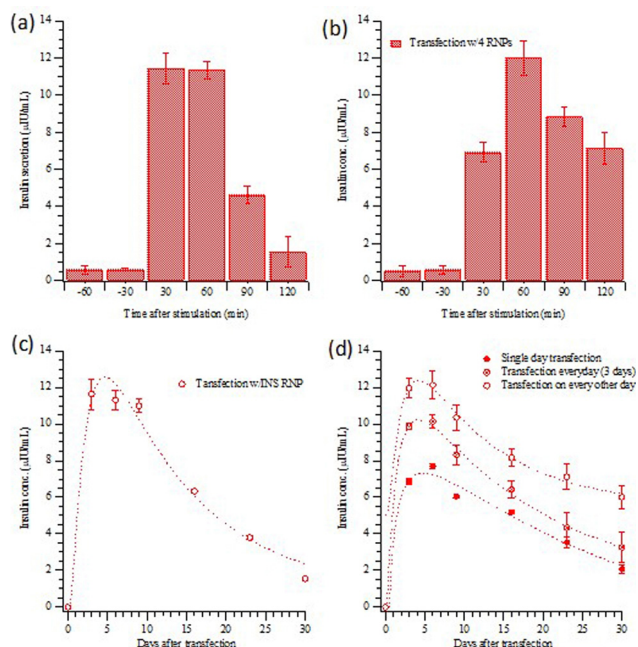 (a)
14
12
10
8
6
4
2
0
Insulin secretion (µIU/mL)
-60 -30 30 60 90 120
Time after stimulation (min)
(b)
Transfection w/4 RNPs
14
12
10
8
6
4
2
0
Insulin conc. (µIU/mL)
-60 -30 30 60 90 120
Time after stimulation (min)
(c)
Tansfection w/INS RNP
14
12
10
8
6
4
2
0
Insulin conc. (µIU/mL)
0 5 10 15 20 25 30
Days after transfection
(d)
Single day transfection
Transfection everyday (3 days)
Tansfection on every other day
14
12
10
8
6
4
2
0
Insulin conc. (µIU/mL)
0 5 10 15 20 25 30
Days after transfection